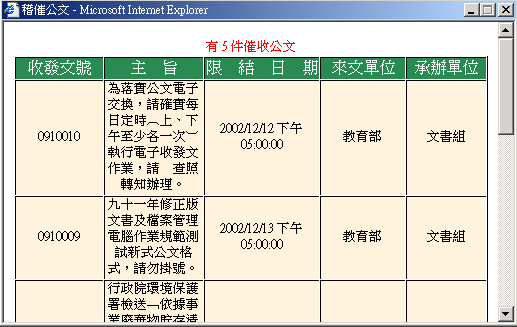 稽催公文 - Microsoft Internet Explorer
有 5 件催收公文
收發文號 主 旨 限 結 日 期 來文單位 承辦單位
為落實公文電子
交換，請確實每
日定時︵上、下
午至少各一次︶
執行電子收發文
作業，請　查照
轉知辦理。
0910010
2002/12/12 下午
05:00:00
教育部
文書組
九十一年修正版
文書及檔案管理
電腦作業規範測
試新式公文格
式，請勿掛號。
0910009
2002/12/13 下午
05:00:00
教育部
文書組
行政院環境保護
署檢送﹁依據事
業廢棄物貯存清